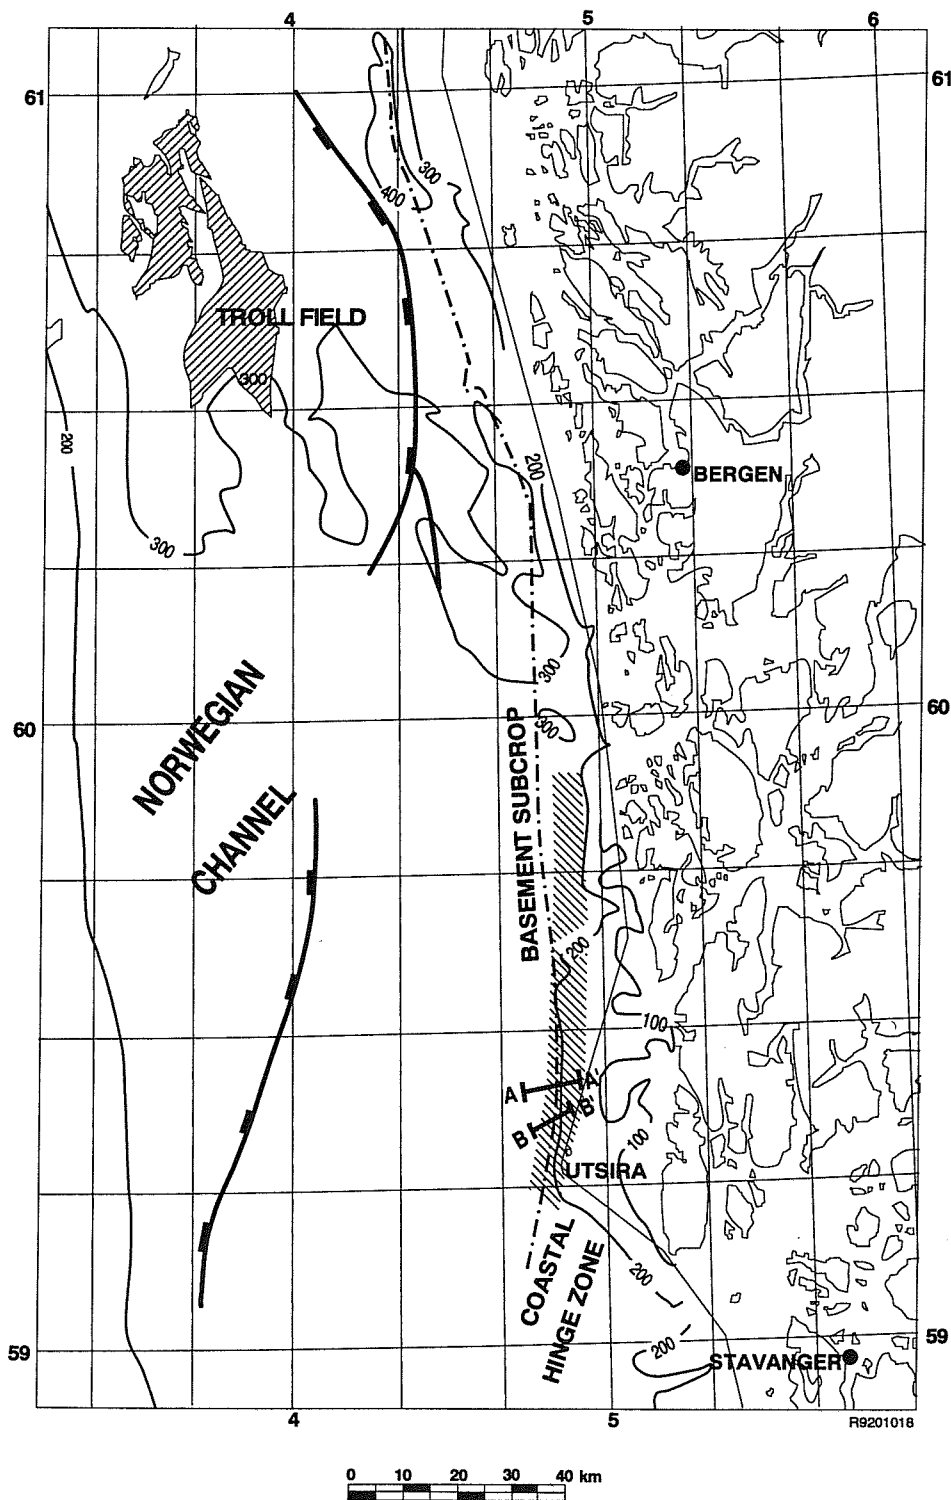 4 5 6
61 61
300
400
TROLL FIELD
300
200
200
BERGEN
300
300
60 60
300
NORWEGIAN
CHANNEL
BASEMENT SUBCROP
200
100
A A'
B B'
100
UTSIRA
COASTAL
HINGE ZONE
200
59 59
200
STAVANGER
4 5
R9201018
0 10 20 30 40 km